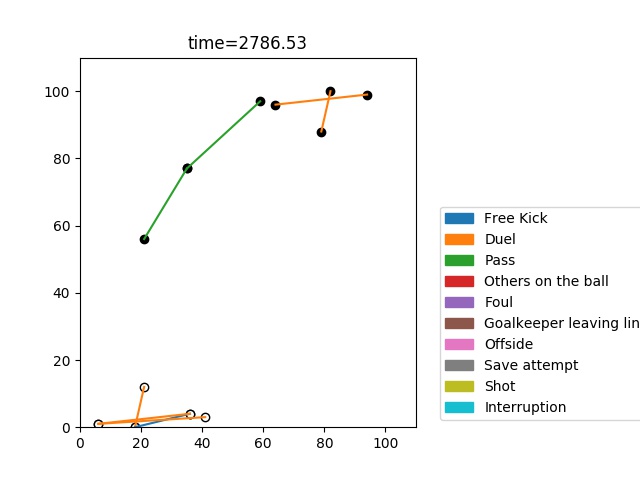 time=2786.53
100
80
60
40
20
0
0 20 40 60 80 100
Free Kick
Duel
Pass
Others on the ball
Foul
Goalkeeper leaving lin
Offside
Save attempt
Shot
Interruption